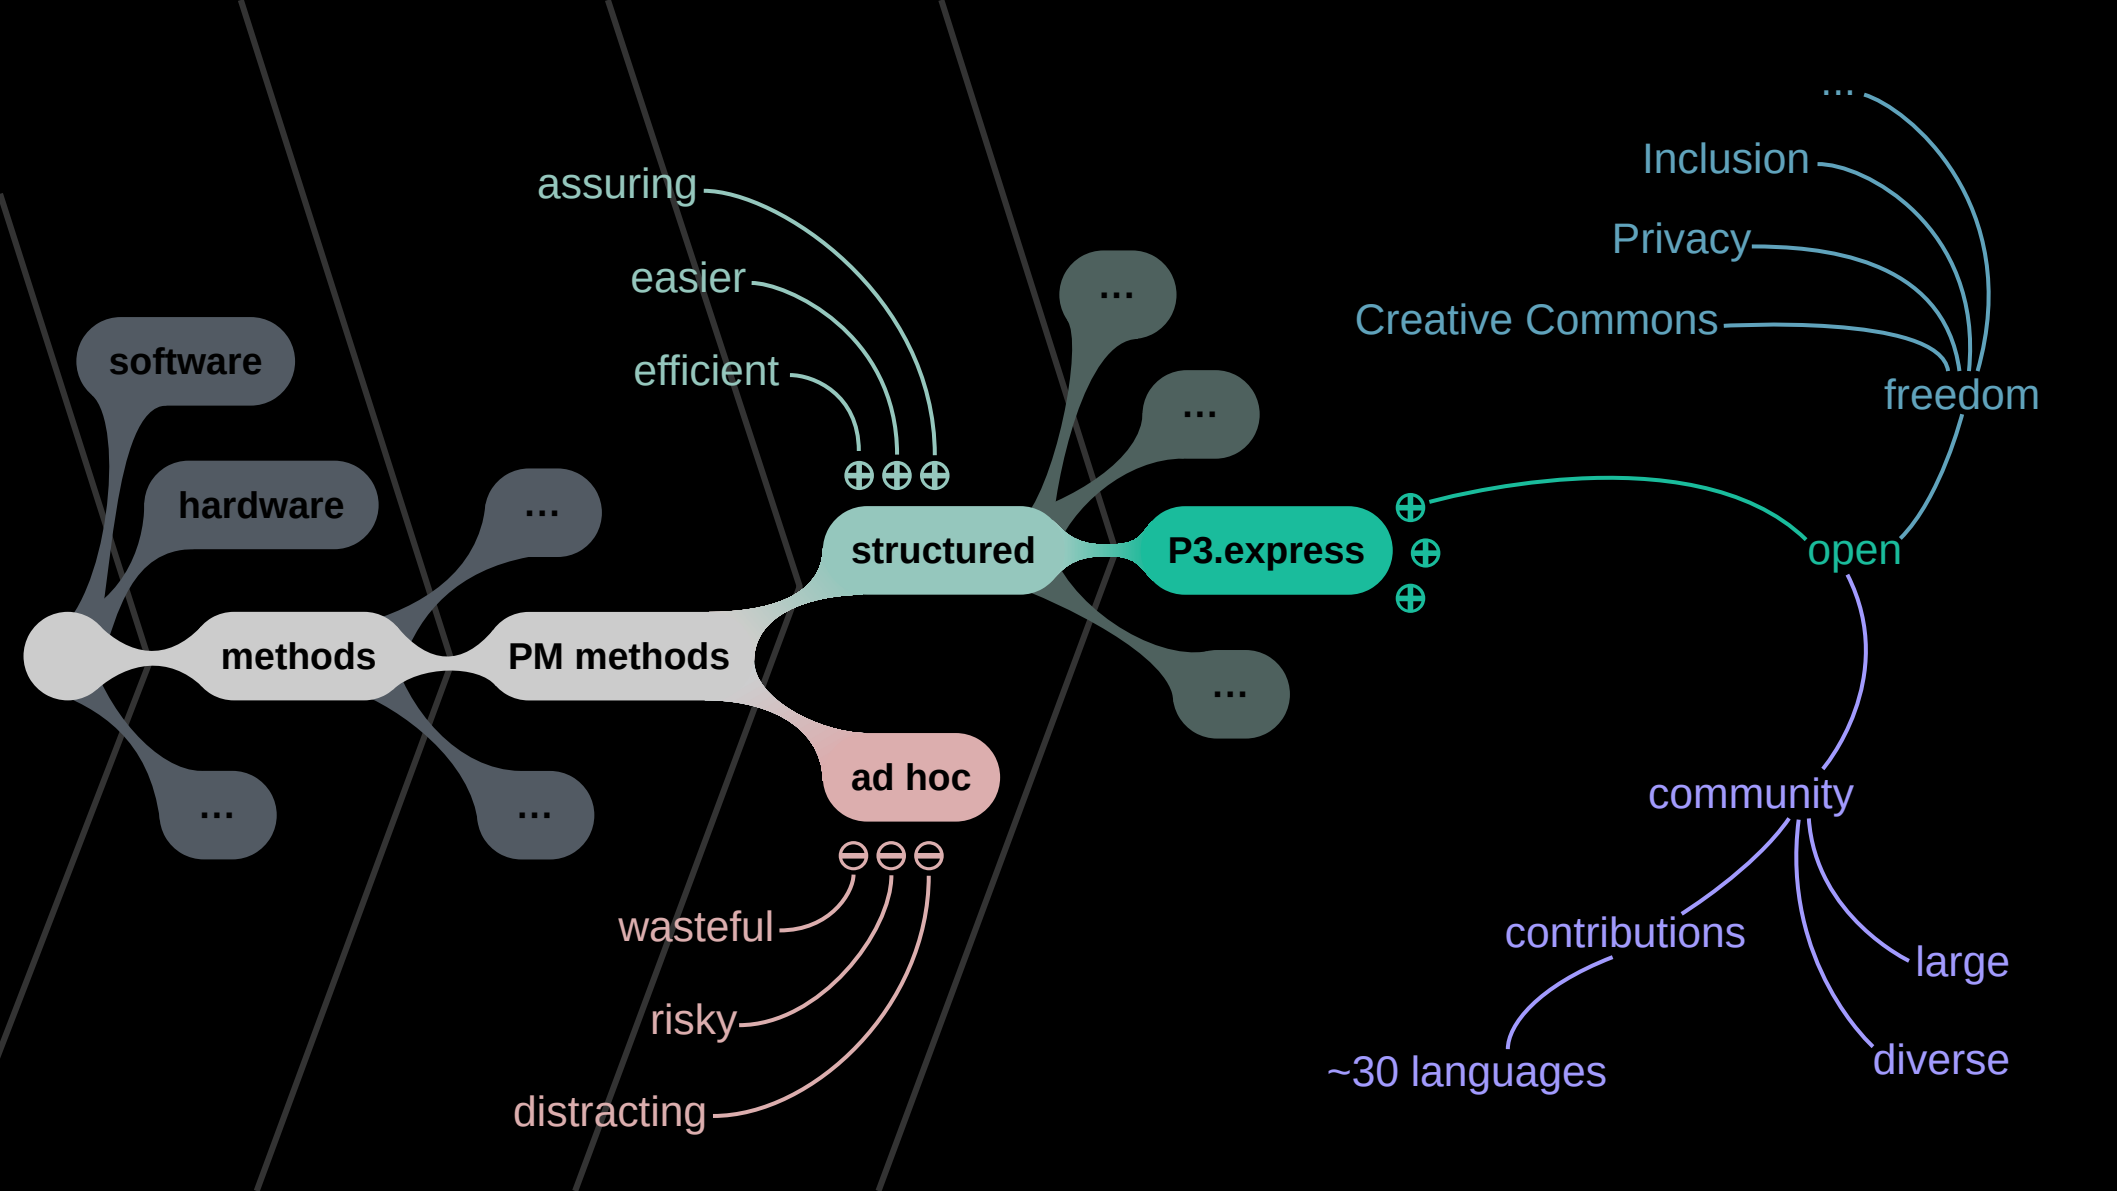 software
hardware
...
methods
...
...
PM methods
assuring
easier
efficient
structured
ad hoc
wasteful
risky
distracting
...
...
P3.express
...
...
Inclusion
Privacy
Creative Commons
freedom
open
community
contributions
large
~30 languages
diverse